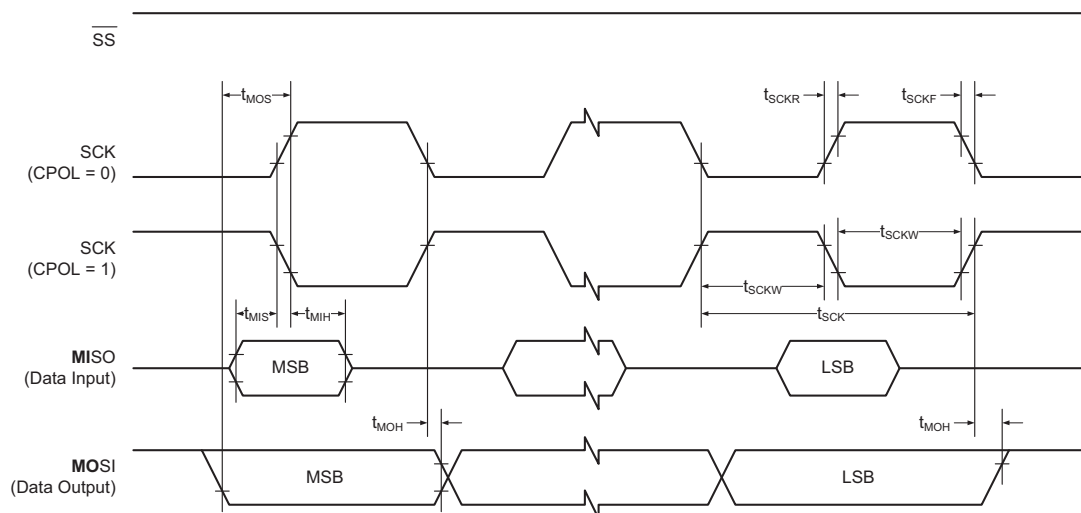 SS
tMOS
tSCKR
tSCKF
SCK
(CPOL = 0)
SCK
(CPOL = 1)
tSCKW
tSCKW
tMIS
tMIH
tSCK
MISO
(Data Input)
MSB
LSB
tMOH
tMOH
MOSI
(Data Output)
MSB
LSB